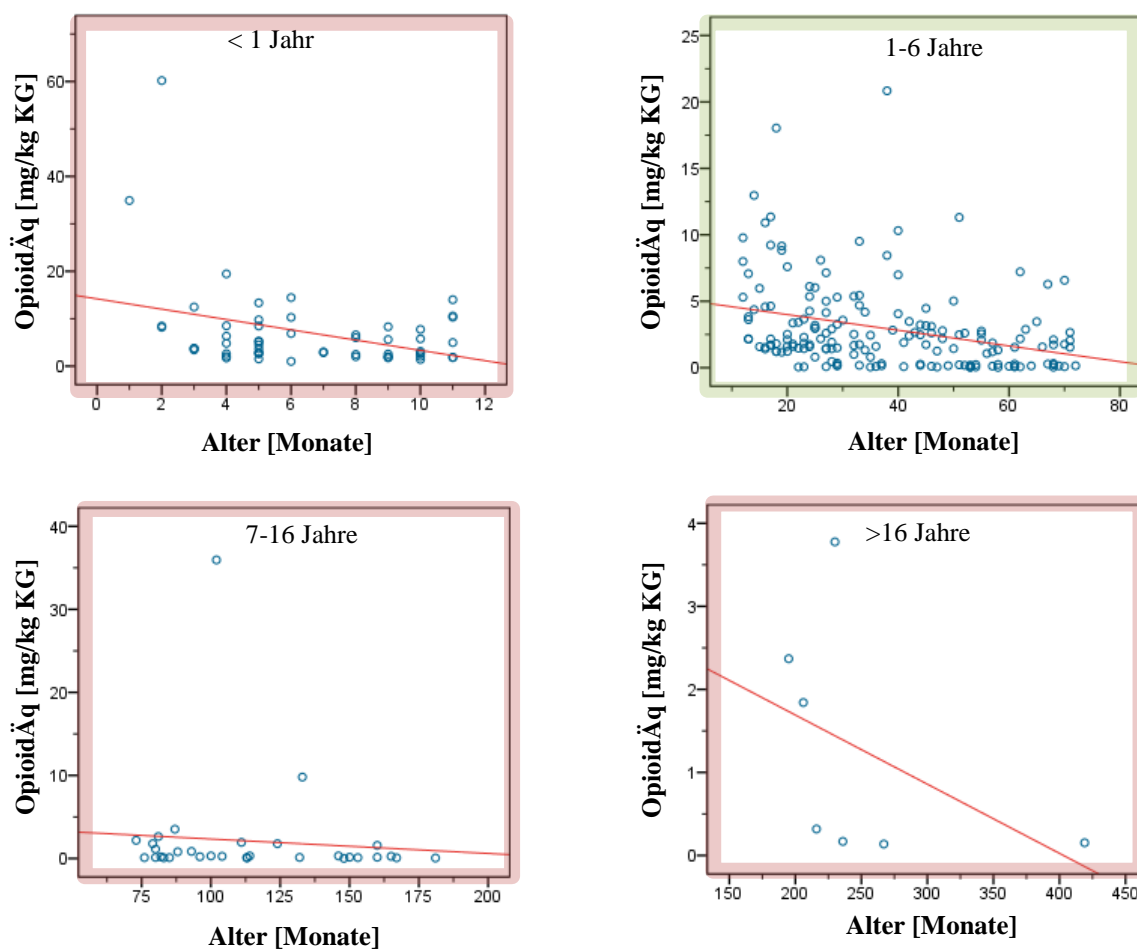 < 1 Jahr
OpioidÄq [mg/kg KG]
60
40
20
0
0 2 4 6 8 10 12
Alter [Monate]
1-6 Jahre
OpioidÄq [mg/kg KG]
25
20
15
10
5
0
20 40 60 80
Alter [Monate]
7-16 Jahre
OpioidÄq [mg/kg KG]
40
30
20
10
0
75 100 125 150 175 200
Alter [Monate]
>16 Jahre
OpioidÄq [mg/kg KG]
4
3
2
1
0
150 200 250 300 350 400 450
Alter [Monate]